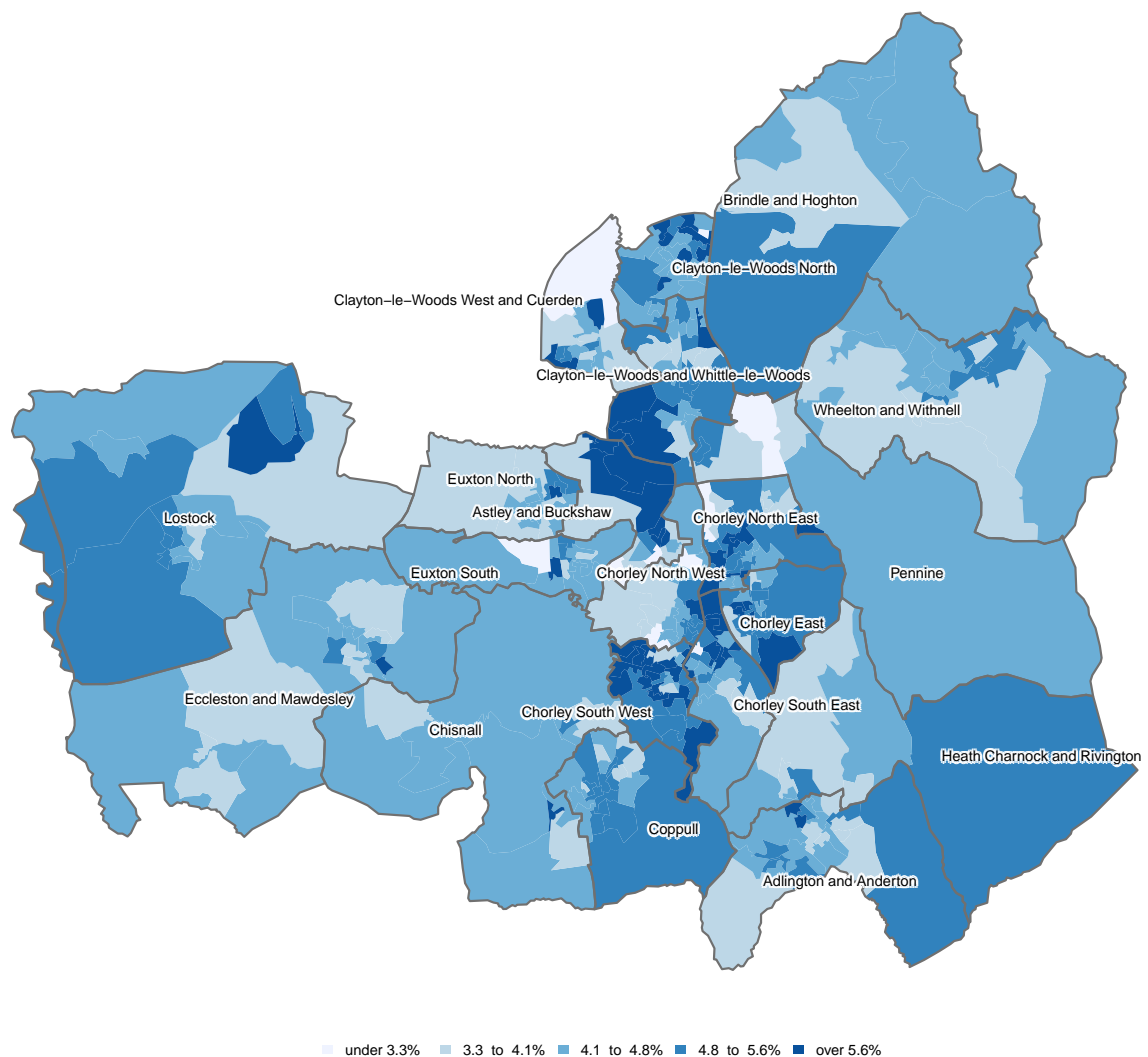 Brindle and Hoghton
Clayton−le−Woods North
Clayton−le−Woods West and Cuerden
Clayton−le−Woods and Whittle−le−Woods
Wheelton and Withnell
Euxton North
Astley and Buckshaw
Lostock
Chorley North East
Euxton South
Chorley North West
Pennine
Chorley East
Eccleston and Mawdesley
Chorley South West
Chorley South East
Chisnall
Heath Charnock and Rivington
Coppull
Adlington and Anderton
under 3.3% 3.3 to 4.1% 4.1 to 4.8% 4.8 to 5.6% over 5.6%